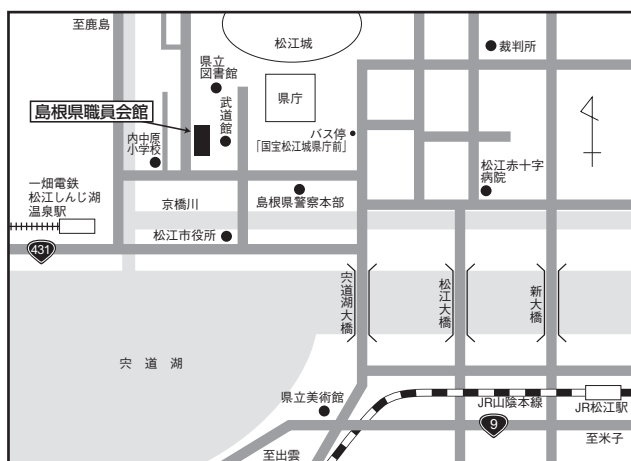 至鹿島
松江城
裁判所
県立
図書館
県庁
武道館
島根県職員会館
バス停
「国宝松江城県庁前」
内中原
小学校
松江赤十字
病院
一畑電鉄
松江しんじ湖
温泉駅
京橋川
島根県警察本部
松江市役所
431
宍道湖大橋
松江大橋
新大橋
宍道湖
県立美術館
JR山陰本線
JR松江駅
9
至米子
至出雲